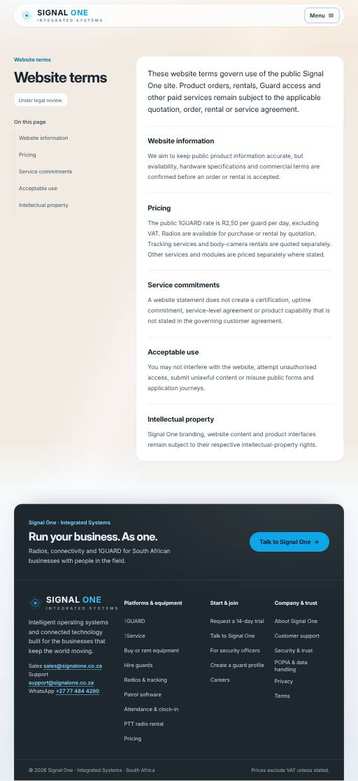 SIGNAL ONE
INTEGRATED SYSTEMS
Menu
Website terms
Website terms
Under legal review
On this page
Website information
Pricing
Service commitments
Acceptable use
Intellectual property
These website terms govern use of the public Signal
One site. Product orders, rentals, Guard access and
other paid services remain subject to the applicable
quotation, order, rental or service agreement.
Website information
We aim to keep public product information accurate, but
availability, hardware specifications and commercial terms are
confirmed before an order or rental is accepted.
Pricing
The public 1GUARD rate is R2,50 per guard per day, excluding
VAT. Radios are available for purchase or rental by quotation.
Tracking services and body-camera rentals are quoted separately.
Other services and modules are priced separately where stated.
Service commitments
A website statement does not create a certification, uptime
commitment, service-level agreement or product capability that is
not stated in the governing customer agreement.
Acceptable use
You may not interfere with the website, attempt unauthorised
access, submit unlawful content or misuse public forms and
application journeys.
Intellectual property
Signal One branding, website content and product interfaces
remain subject to their respective intellectual-property rights.
Signal One · Integrated Systems
Run your business. As one.
Radios, connectivity and 1GUARD for South African
businesses with people in the field.
Talk to Signal One →
SIGNAL ONE
INTEGRATED SYSTEMS
Intelligent operating systems
and connected technology
built for the businesses that
keep the world moving.
Sales sales@signalone.co.za
Support
support@signalone.co.za
WhatsApp +27 77 484 4280
Platforms & equipment
1GUARD
1Service
Buy or rent equipment
Hire guards
Radios & tracking
Patrol software
Attendance & clock-in
PTT radio rental
Pricing
Start & join
Request a 14-day trial
Talk to Signal One
For security officers
Create a guard profile
Careers
Company & trust
About Signal One
Customer support
Security & trust
POPIA & data
handling
Privacy
Terms
© 2026 Signal One · Integrated Systems · South Africa
Prices exclude VAT unless stated.